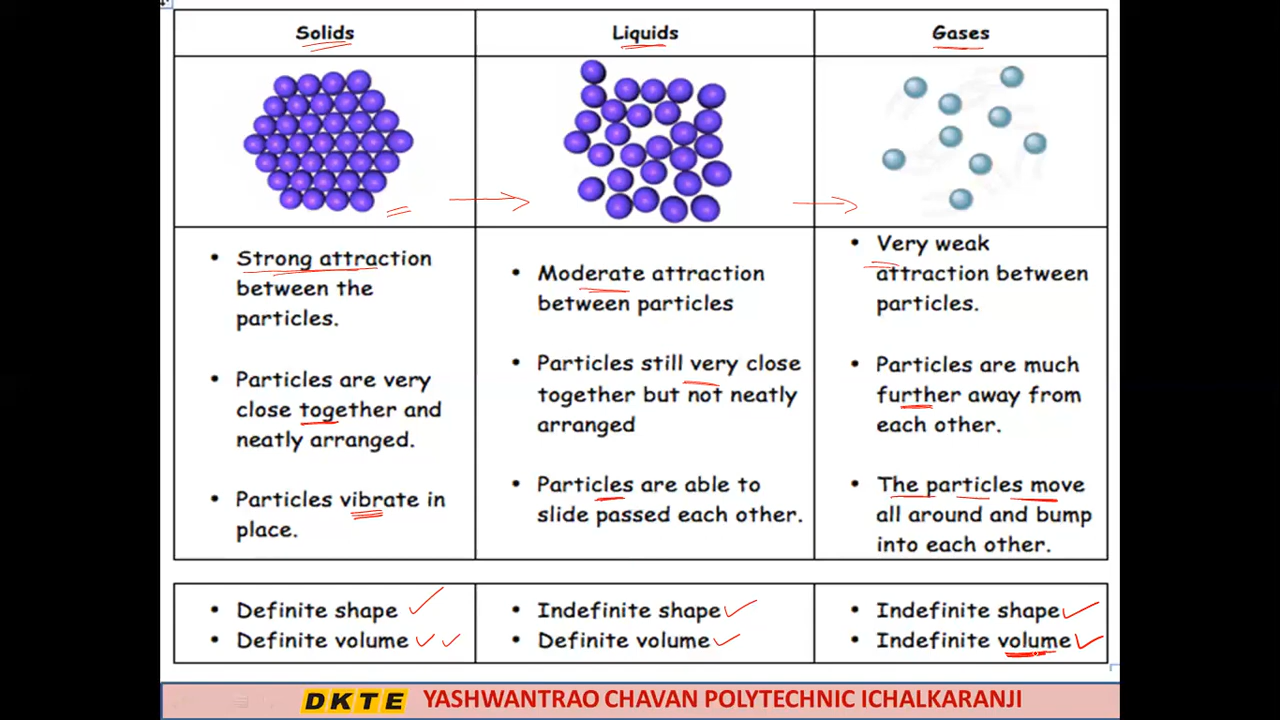 Solids
Liquids
Gases
• Strong attraction
between the
particles.
• Particles are very
close together and
neatly arranged.
• Particles vibrate in
place.
• Moderate attraction
between particles
• Particles still very close
together but not neatly
arranged
• Particles are able to
slide passed each other.
• Very weak
attraction between
particles.
• Particles are much
further away from
each other.
• The particles move
all around and bump
into each other.
• Definite shape
• Definite volume
• Indefinite shape
• Definite volume
• Indefinite shape
• Indefinite volume
DKTE YASHWANTRAO CHAVAN POLYTECHNIC ICHALKARANJI